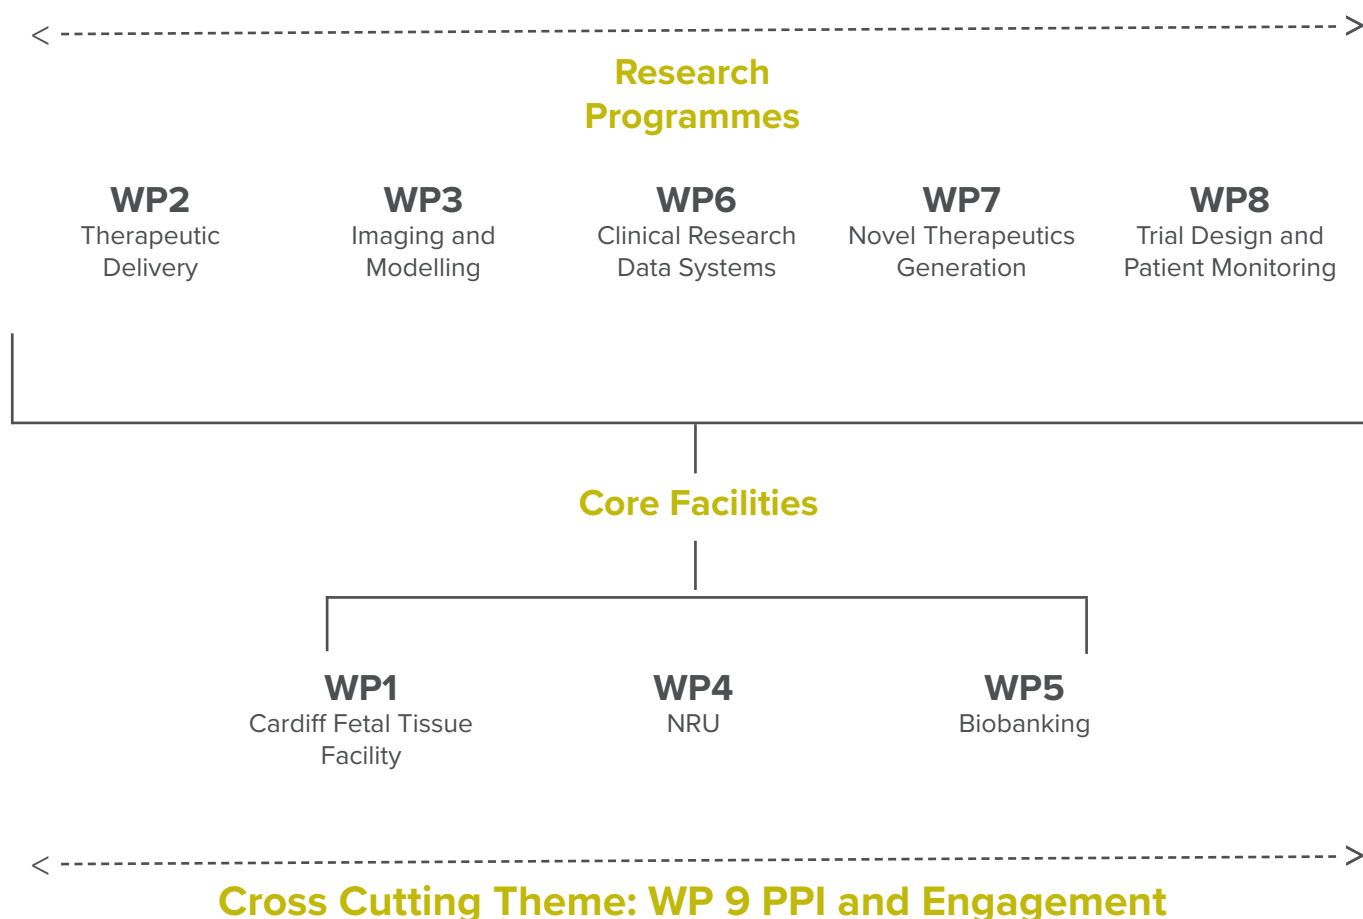 Research
Programmes
WP2
Therapeutic
Delivery
WP3
Imaging and
Modelling
WP6
Clinical Research
Data Systems
WP7
Novel Therapeutics
Generation
WP8
Trial Design and
Patient Monitoring
Core Facilities
WP1
Cardiff Fetal Tissue
Facility
WP4
NRU
WP5
Biobanking
Cross Cutting Theme: WP 9 PPI and Engagement